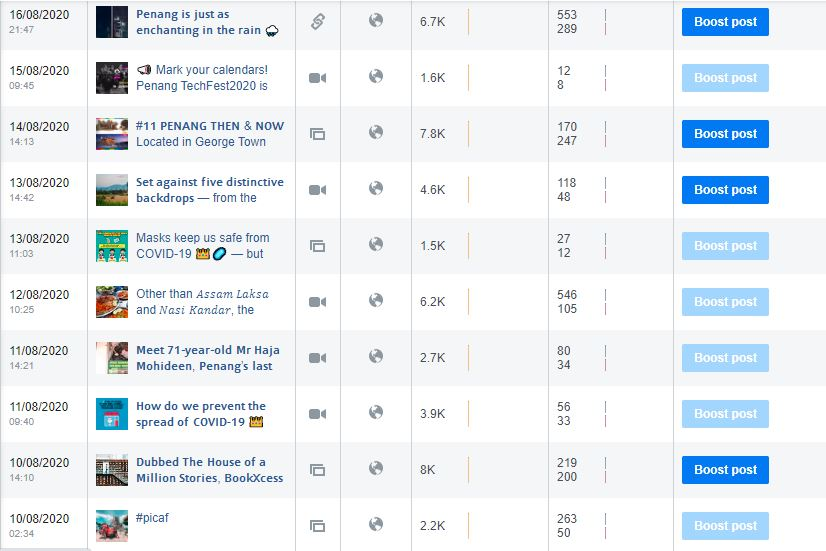 16/08/2020
21:47
Penang is just as
enchanting in the rain 🌧
6.7K
553
289
Boost post
15/08/2020
09:45
📢 Mark your calendars!
Penang TechFest2020 is
1.6K
12
8
Boost post
14/08/2020
14:13
#11 PENANG THEN & NOW
Located in George Town
7.8K
170
247
Boost post
13/08/2020
14:42
Set against five distinctive
backdrops — from the
4.6K
118
48
Boost post
13/08/2020
11:03
Masks keep us safe from
COVID-19 — but
1.5K
27
12
Boost post
12/08/2020
10:25
Other than Assam Laksa
and Nasi Kandar, the
6.2K
546
105
Boost post
11/08/2020
14:21
Meet 71-year-old Mr Haja
Mohideen, Penang's last
2.7K
80
34
Boost post
11/08/2020
09:40
How do we prevent the
spread of COVID-19
3.9K
56
33
Boost post
10/08/2020
14:10
Dubbed The House of a
Million Stories, BookXcess
8K
219
200
Boost post
10/08/2020
02:34
#picaf
2.2K
263
50
Boost post